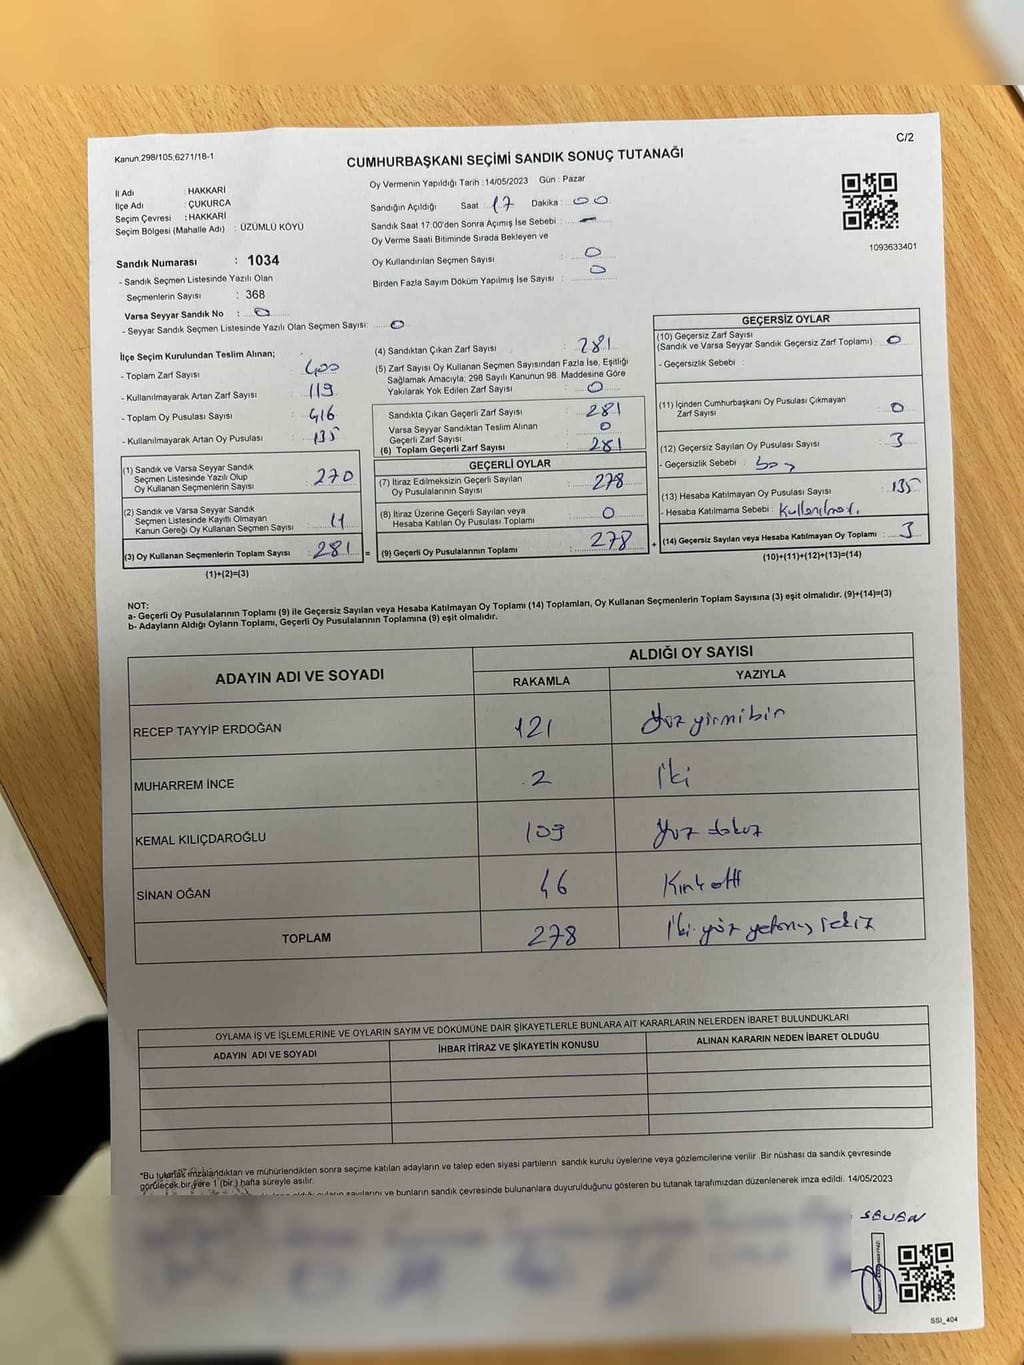 Kanun,298/105,6271/18-1
C/2
CUMHURBAŞKANI SEÇİMİ SANDIK SONUÇ TUTANAĞI
İl Adı : HAKKARİ
İlçe Adı : ÇUKURCA
Seçim Çevresi : HAKKARİ
Seçim Bölgesi (Mahalle Adı) : ÜZÜMLÜ KÖYÜ
Sandık Numarası : 1034
- Sandık Seçmen Listesinde Yazılı Olan
Seçmenlerin Sayısı : 368
Varsa Seyyar Sandık No : 0
- Seyyar Sandık Seçmen Listesinde Yazılı Olan Seçmen Sayısı: 0
Oy Vermenin Yapıldığı Tarih :14/05/2023 Gün : Pazar
Sandığın Açıldığı Saat : 17 Dakika : 00
Sandık Saat 17:00'den Sonra Açımış İse Sebebi : -
Oy Verme Saati Bitiminde Sırada Bekleyen ve
Oy Kullandırılan Seçmen Sayısı : 0
Birden Fazla Sayım Döküm Yapılmış İse Sayısı : 0
1093633401
İlçe Seçim Kurulundan Teslim Alınan;
- Toplam Zarf Sayısı : 400
- Kullanılmayarak Artan Zarf Sayısı : 119
- Toplam Oy Pusulası Sayısı : 416
- Kullanılmayarak Artan Oy Pusulası : 135
(1) Sandık ve Varsa Seyyar Sandık
Seçmen Listesinde Yazılı Olup
Oy Kullanan Seçmenlerin Sayısı : 270
(2) Sandık ve Varsa Seyyar Sandık
Seçmen Listesinde Kayıtlı Olmayan
Kanun Gereği Oy Kullanan Seçmen Sayısı : 11
(3) Oy Kullanan Seçmenlerin Toplam Sayısı : 281 =
(1)+(2)=(3)
(4) Sandıktan Çıkan Zarf Sayısı : 281
(5) Zarf Sayısı Oy Kullanan Seçmen Sayısından Fazla İse, Eşitliği
Sağlamak Amacıyla, 298 Sayılı Kanunun 98. Maddesine Göre
Yakılarak Yok Edilen Zarf Sayısı : 0
Sandıkta Çıkan Geçerli Zarf Sayısı : 281
Varsa Seyyar Sandıktan Teslim Alınan
Geçerli Zarf Sayısı : 0
(6) Toplam Geçerli Zarf Sayısı : 281
GEÇERLİ OYLAR
(7) İtiraz Edilmeksizin Geçerli Sayılan
Oy Pusulalarının Sayısı : 278
(8) İtiraz Üzerine Geçerli Sayılan veya
Hesaba Katılan Oy Pusulası Toplamı : 0
(9) Geçerli Oy Pusulalarının Toplamı : 278 +
GEÇERSİZ OYLAR
(10) Geçersiz Zarf Sayısı
(Sandık ve Varsa Seyyar Sandık Geçersiz Zarf Toplamı) : 0
- Geçersizlik Sebebi :
(11) İçinden Cumhurbaşkanı Oy Pusulası Çıkmayan
Zarf Sayısı : 0
(12) Geçersiz Sayılan Oy Pusulası Sayısı : 3
- Geçersizlik Sebebi :
(13) Hesaba Katılmayan Oy Pusulası Sayısı : 135
- Hesaba Katılmama Sebebi :
(14) Geçersiz Sayılan veya Hesaba Katılmayan Oy Toplamı : 3
(10)+(11)+(12)+(13)=(14)
NOT:
a- Geçerli Oy Pusulalarının Toplamı (9) ile Geçersiz Sayılan veya Hesaba Katılmayan Oy Toplamı (14) Toplamları, Oy Kullanan Seçmenlerin Toplam Sayısına (3) eşit olmalıdır. (9)+(14)=(3)
b- Adayların Aldığı Oyların Toplamı, Geçerli Oy Pusulalarının Toplamına (9) eşit olmalıdır.
ADAYIN ADI VE SOYADI
ALDIĞI OY SAYISI
RAKAMLA YAZIYLA
RECEP TAYYİP ERDOĞAN 121 Yüz yirmi bir
MUHARREM İNCE 2 İki
KEMAL KILIÇDAROĞLU 109 Yüz dokuz
SİNAN OĞAN 46 Kırk altı
TOPLAM 278 İki yüz yetmiş sekiz
OYLAMA İŞ VE İŞLEMLERİNE VE OYLARIN SAYIM VE DÖKÜMÜNE DAİR ŞİKAYETLERLE BUNLARA AİT KARARLARIN NELERDEN İBARET BULUNDUKLARI
ADAYIN ADI VE SOYADI İHBAR İTİRAZ VE ŞİKAYETİN KONUSU ALINAN KARARIN NEDEN İBARET OLDUĞU
"Bu tutanak imzalandıktan ve mühürlendikten sonra seçime katılan adayların ve talep eden siyasi partilerin sandık kurulu üyelerine veya gözlemcilerine verilir. Bir nüshası da sandık çevresinde
görülecek bir yere 1 (bir) hafta süreyle asılır.
oyların sayılarını ve bunların sandık çevresinde bulunanlara duyurulduğunu gösteren bu tutanak tarafımızdan düzenlenerek imza edildi. 14/05/2023
SSI_404